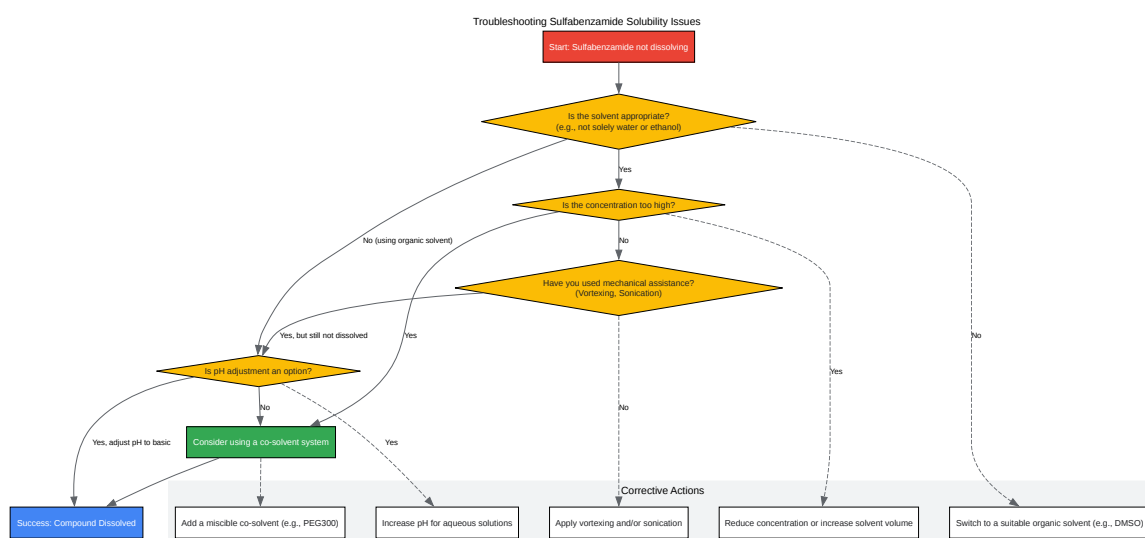 Troubleshooting Sulfabenzamide Solubility Issues
Start: Sulfabenzamide not dissolving
Is the solvent appropriate?
(e.g., not solely water or ethanol)
Yes
Is the concentration too high?
No (using organic solvent)
No
Have you used mechanical assistance?
(Vortexing, Sonication)
Yes, but still not dissolved
Yes
No
Is pH adjustment an option?
Yes
No
No
Yes, adjust pH to basic
Consider using a co-solvent system
Yes
Corrective Actions
Success: Compound Dissolved
Add a miscible co-solvent (e.g., PEG300)
Increase pH for aqueous solutions
Apply vortexing and/or sonication
Reduce concentration or increase solvent volume
Switch to a suitable organic solvent (e.g., DMSO)